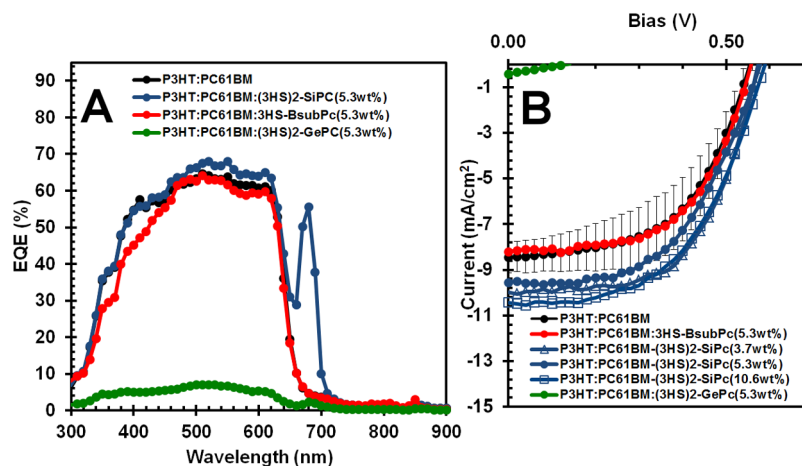 A
P3HT:PC61BM
P3HT:PC61BM:(3HS)2-SiPC(5.3wt%)
P3HT:PC61BM:3HS-BsubPc(5.3wt%)
P3HT:PC61BM:(3HS)2-GePC(5.3wt%)
EQE (%)
90
80
70
60
50
40
30
20
10
0
300 400 500 600 700 800 900
Wavelength (nm)
Bias (V)
0.00 0.50
B
Current (mA/cm²)
-1
-3
-5
-7
-9
-11
-13
-15
P3HT:PC61BM
P3HT:PC61BM:3HS-BsubPc(5.3wt%)
P3HT:PC61BM-(3HS)2-SiPc(3.7wt%)
P3HT:PC61BM-(3HS)2-SiPc(5.3wt%)
P3HT:PC61BM-(3HS)2-SiPc(10.6wt%)
P3HT:PC61BM:(3HS)2-GePc(5.3wt%)